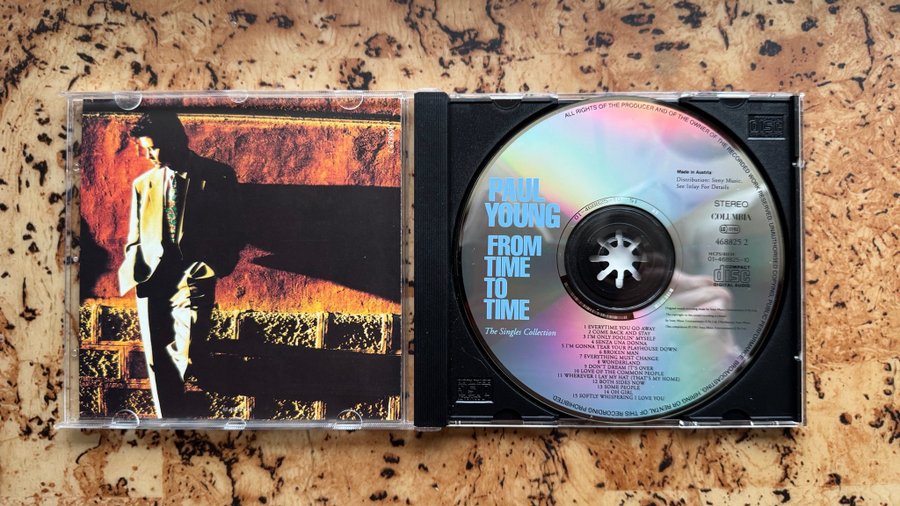 PAUL
YOUNG
FROM
TIME
TO
TIME
The Singles Collection
ALL RIGHTS OF THE PRODUCER AND OF THE OWNER OF THE RECORDED WORK RESERVED
BROADCASTING
HIRING OR RENTAL OF THIS RECORDING PROHIBITED
Made in Austria
Distribution: Sony Music.
See Inlay For Details
STEREO
COLUMBIA
468825 2
01-468825-10
COMPACT
disc
DIGITAL AUDIO
1 EVERYTIME YOU GO AWAY
2 COME BACK AND STAY
3 I'M ONLY FOOLIN' MYSELF
4 SENZA UNA DONNA
5 I'M GONNA TEAR YOUR PLAYHOUSE DOWN
6 BROKEN MAN
7 EVERYTHING MUST CHANGE
8 WONDERLAND
9 DON'T DREAM IT'S OVER
10 LOVE OF THE COMMON PEOPLE
11 WHEREVER I LAY MY HAT (THAT'S MY HOME)
12 BOTH SIDES NOW
13 SOME PEOPLE
14 OH GIRL
15 SOFTLY WHISPERING I LOVE YOU
disc